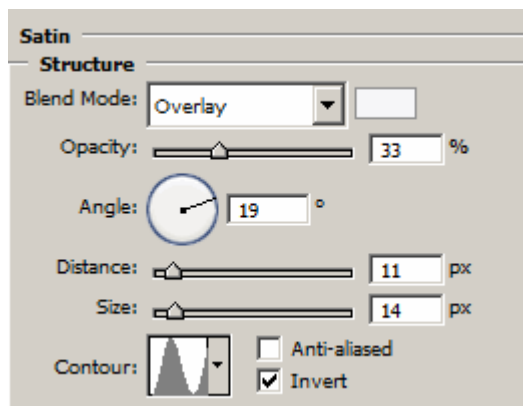 Satin
Structure
Blend Mode: Overlay
Opacity: 33 %
Angle: 19 °
Distance: 11 px
Size: 14 px
Contour: Anti-aliased
Invert